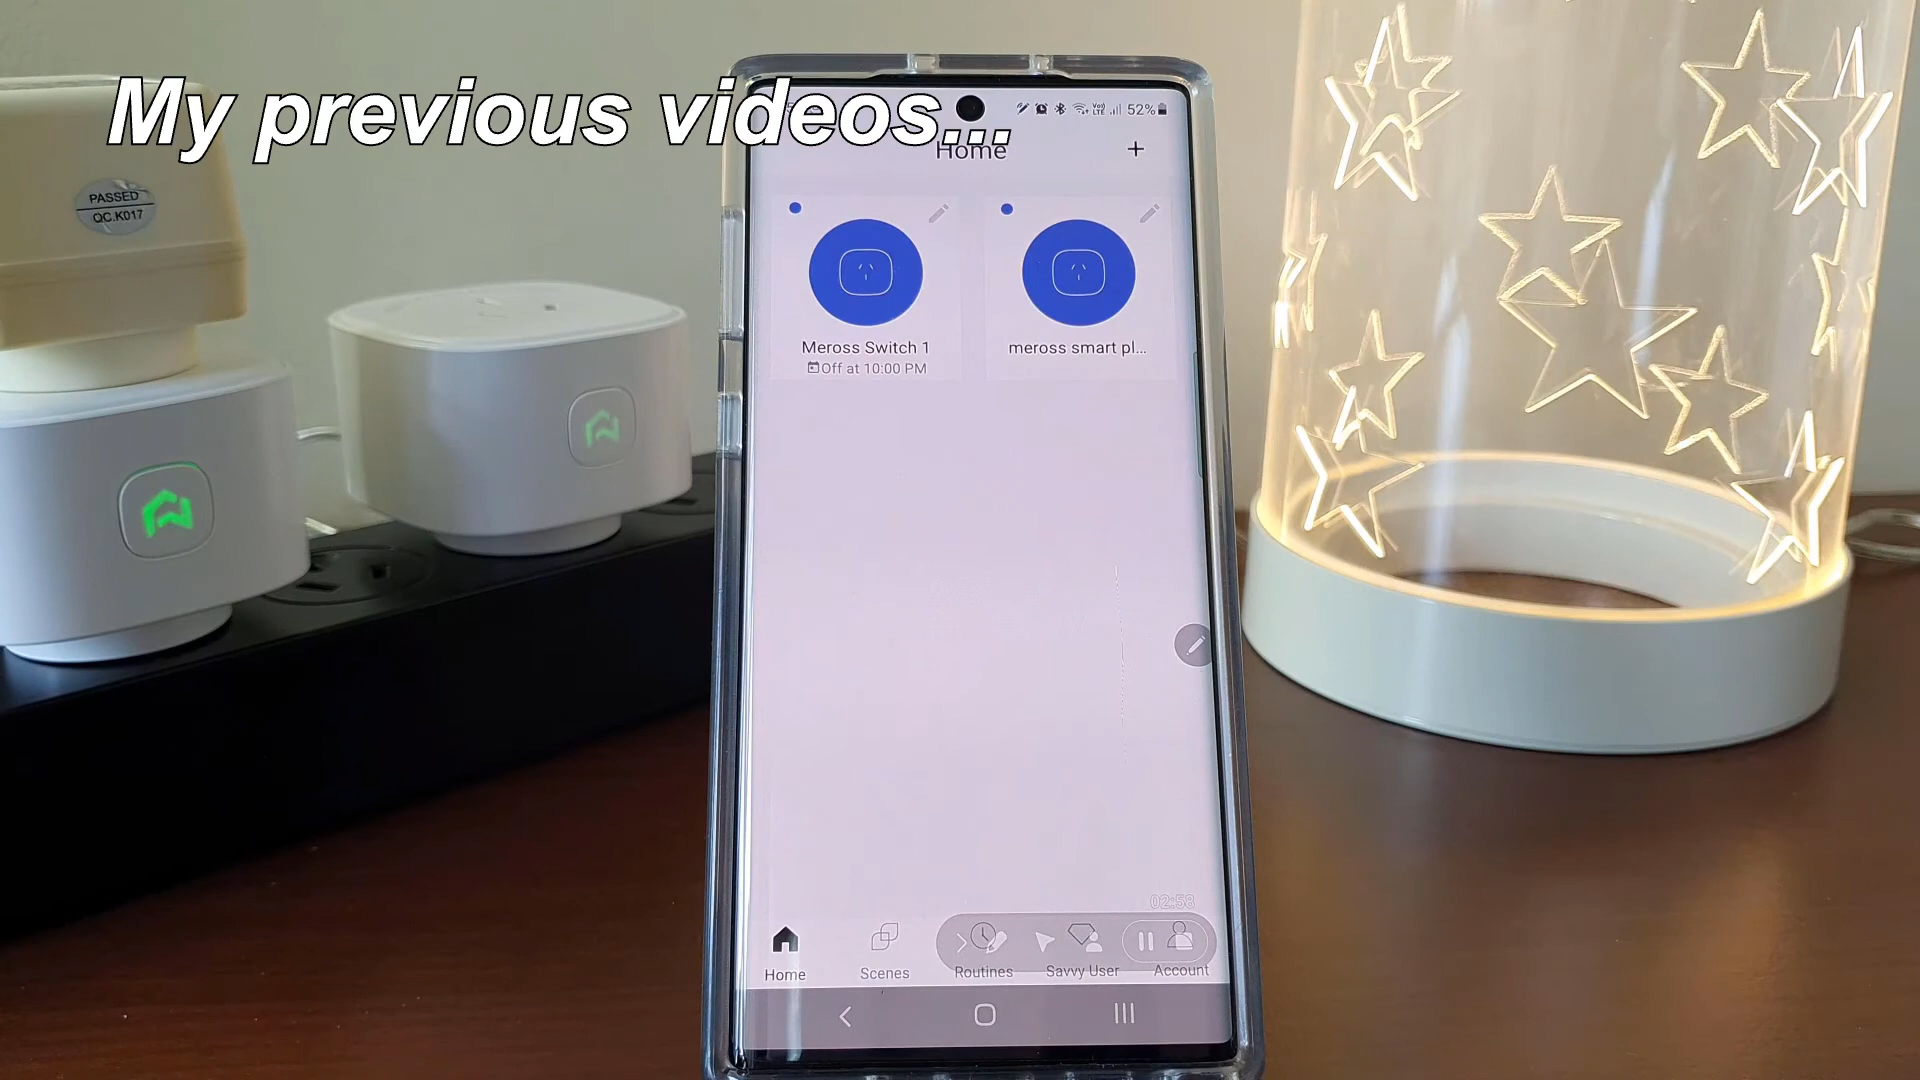 My previous videos...
PASSED
QC.K017
52%
Home
Meross Switch 1
Off at 10:00 PM
meross smart pl...
02:58
Home
Scenes
Routines
Savvy User
Account